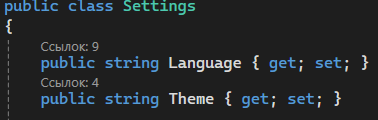 public class Settings
{
Ссылок: 9
public string Language { get; set; }
Ссылок: 4
public string Theme { get; set; }